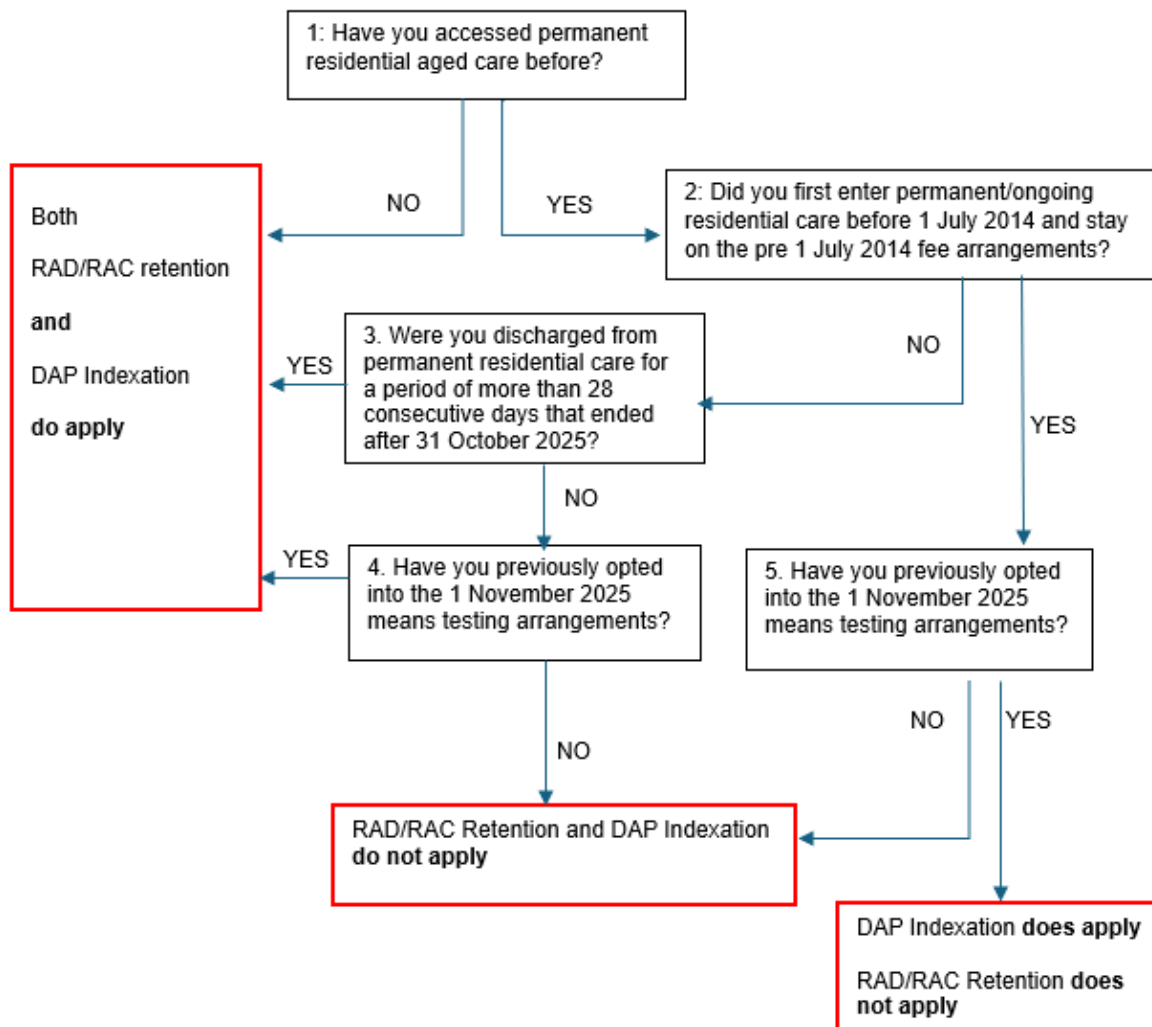 1: Have you accessed permanent
residential aged care before?
NO
YES
Both
RAD/RAC retention
and
DAP Indexation
do apply
2: Did you first enter permanent/ongoing
residential care before 1 July 2014 and stay
on the pre 1 July 2014 fee arrangements?
NO
YES
3. Were you discharged from
permanent residential care for
a period of more than 28
consecutive days that ended
after 31 October 2025?
YES
NO
4. Have you previously opted
into the 1 November 2025
means testing arrangements?
YES
NO
5. Have you previously opted
into the 1 November 2025
means testing arrangements?
NO
YES
RAD/RAC Retention and DAP Indexation
do not apply
DAP Indexation does apply
RAD/RAC Retention does
not apply